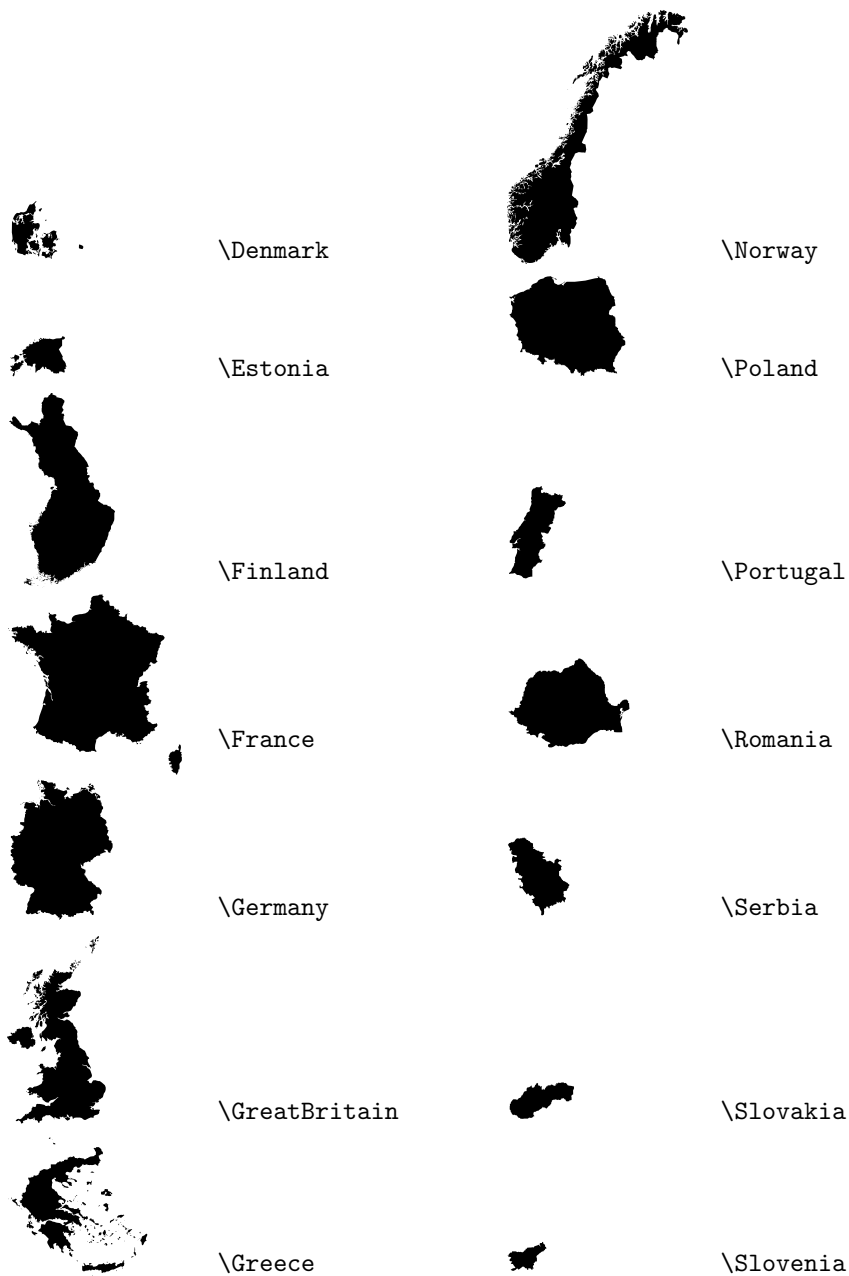 \Denmark \Norway
\Estonia \Poland
\Finland \Portugal
\France \Romania
\Germany \Serbia
\GreatBritain \Slovakia
\Greece \Slovenia